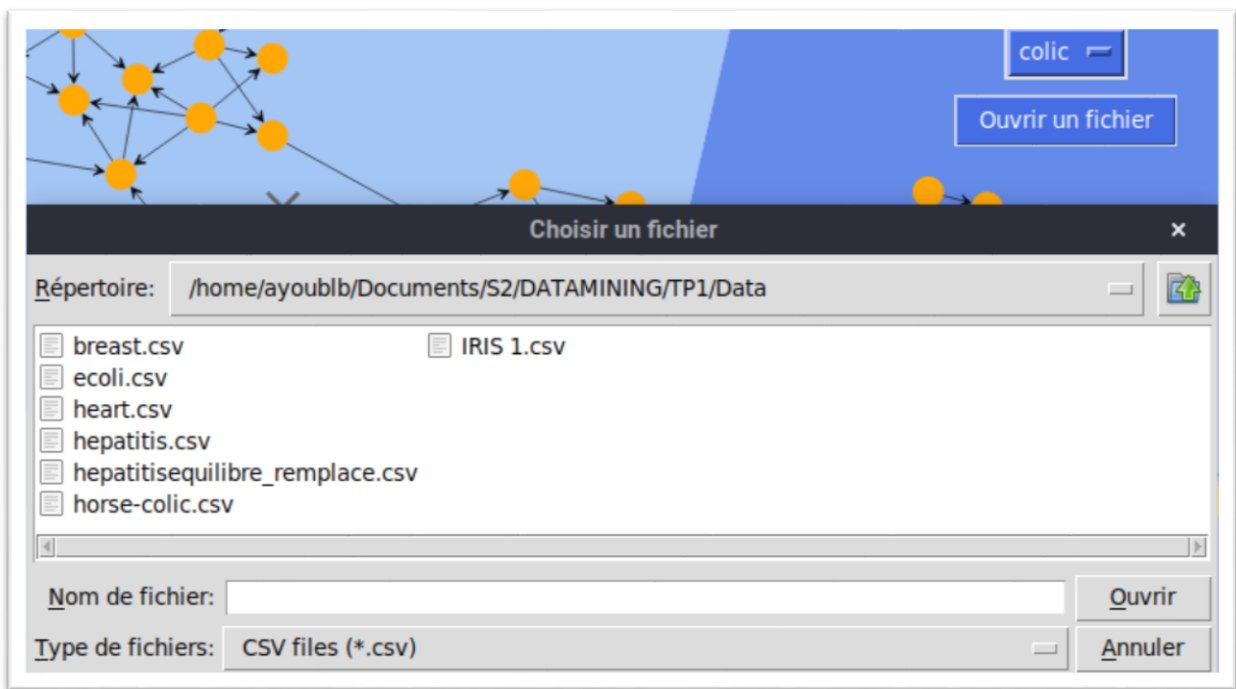 colic
Ouvrir un fichier
Choisir un fichier
Répertoire: /home/ayoublb/Documents/S2/DATAMINING/TP1/Data
breast.csv
ecoli.csv
heart.csv
hepatitis.csv
hepatitisequilibre_remplace.csv
horse-colic.csv
IRIS 1.csv
Nom de fichier: Ouvrir
Type de fichiers: CSV files (*.csv) Annuler